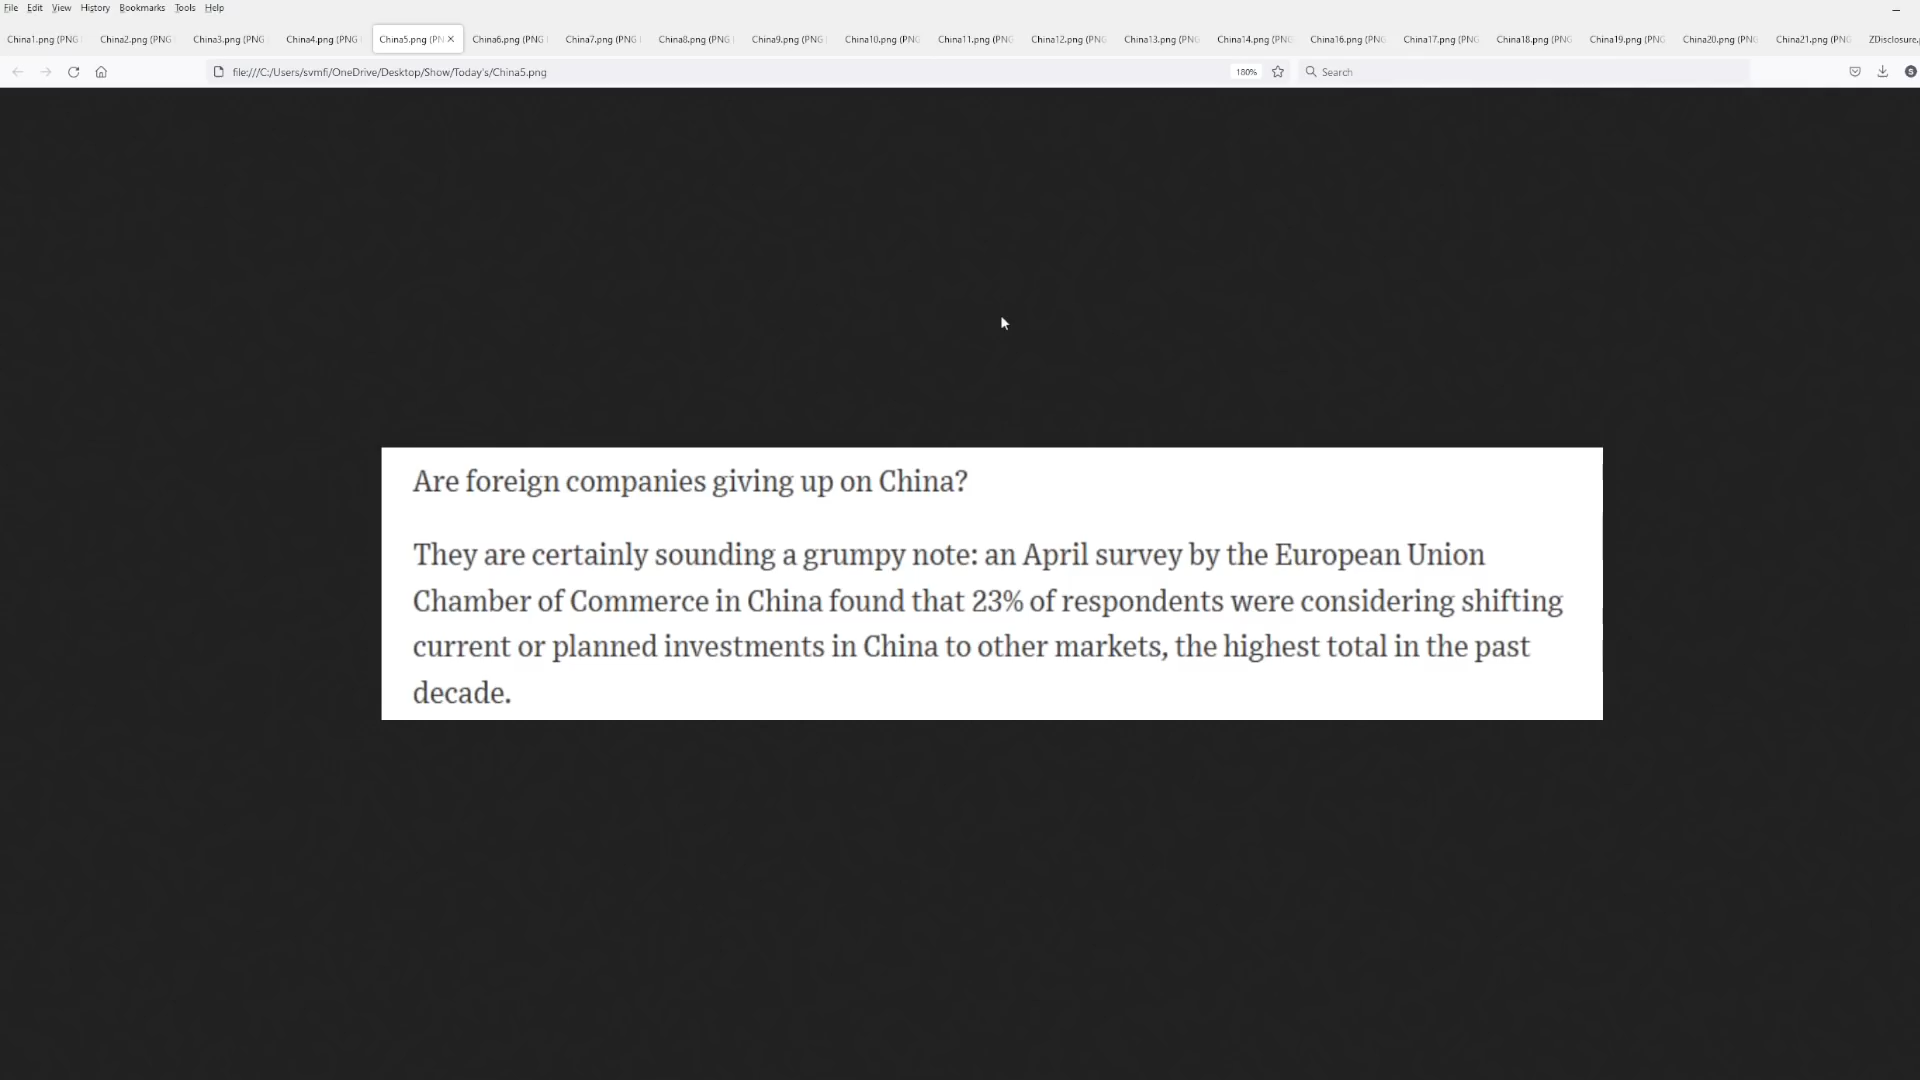 File Edit View History Bookmarks Tools Help
China1.png (PNG China2.png (PNG China3.png (PNG China4.png (PNG China5.png (PN China6.png (PNG China7.png (PNG China8.png (PNG China9.png (PNG China10.png (PNG China11.png (PNG China12.png (PNG China13.png (PNG China14.png (PNG China16.png (PNG China17.png (PNG China18.png (PNG China19.png (PNG China20.png (PNG China21.png (PNG ZDisclosure.
file:///C:/Users/svmfi/OneDrive/Desktop/Show/Today's/China5.png 180% Search S
Are foreign companies giving up on China?
They are certainly sounding a grumpy note: an April survey by the European Union
Chamber of Commerce in China found that 23% of respondents were considering shifting
current or planned investments in China to other markets, the highest total in the past
decade.